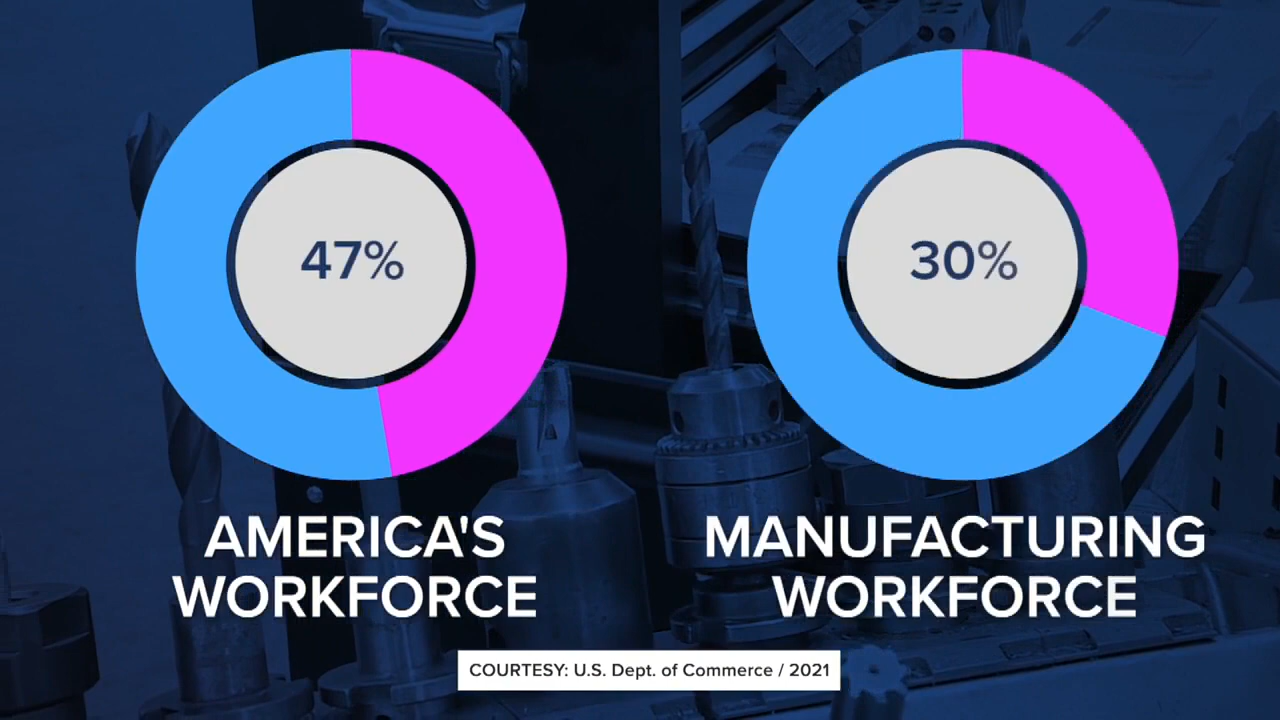 47%
30%
AMERICA'S
WORKFORCE
MANUFACTURING
WORKFORCE
COURTESY: U.S. Dept. of Commerce / 2021